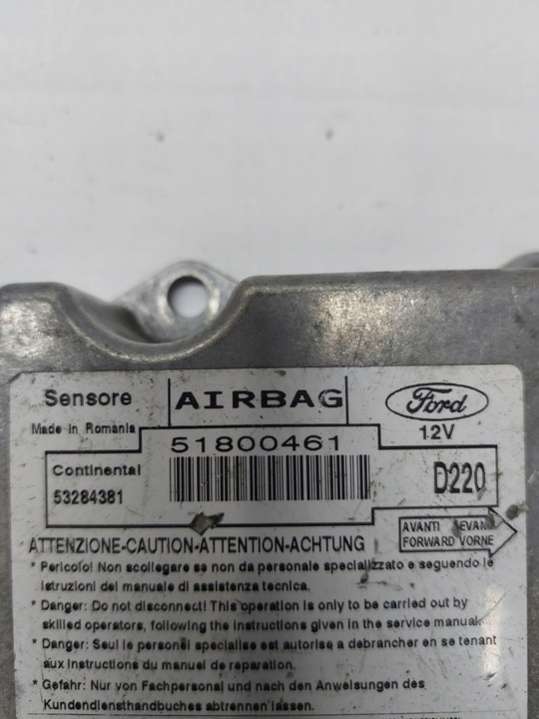 Sensore AIRBAG Ford
Made in Romania 12V
51800461
Continental
53284381 D220
ATTENZIONE-CAUTION-ATTENTION-ACHTUNG
AVANTI
FORWARD VORNE
* Pericolo! Non scollegare se non da personale specializzato e seguendo le
istruzioni del manuale di assistenza tecnica.
* Danger: Do not disconnect! This operation is only to be carried out by
skilled operators, following the instructions given in the service manual.
* Danger: Seul le personel specialise est autorise a debrancher en se tenant
aux instructions du manuel de reparation.
* Gefahr: Nur von Fachpersonal und nach den Anweisungen des
Kundendiensthandbuches abtrennen lassen.